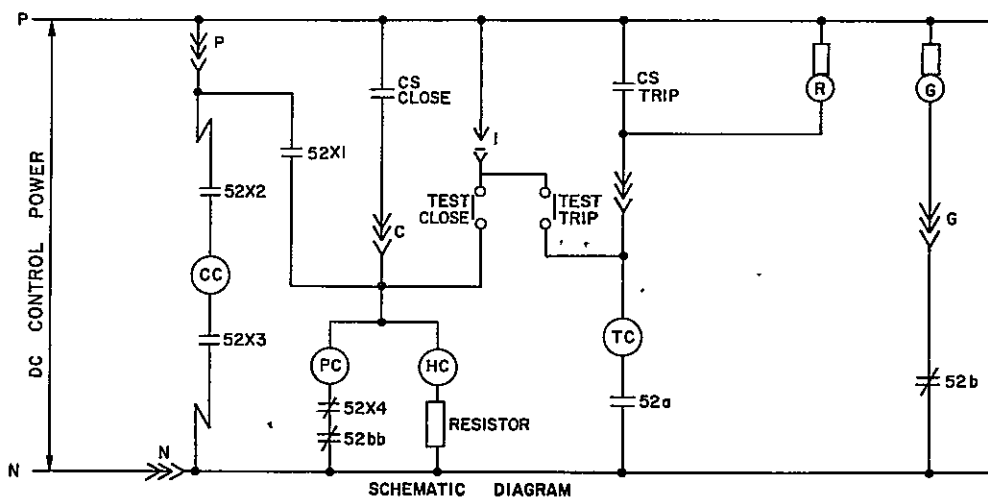 P
P
CS
CLOSE
I
CS
TRIP
R
G
DC CONTROL POWER
52X1
52X2
TEST
CLOSE
TEST
TRIP
C
G
CC
52X3
TC
PC
HC
52b
52X4
52a
52bb
RESISTOR
N
N
SCHEMATIC DIAGRAM